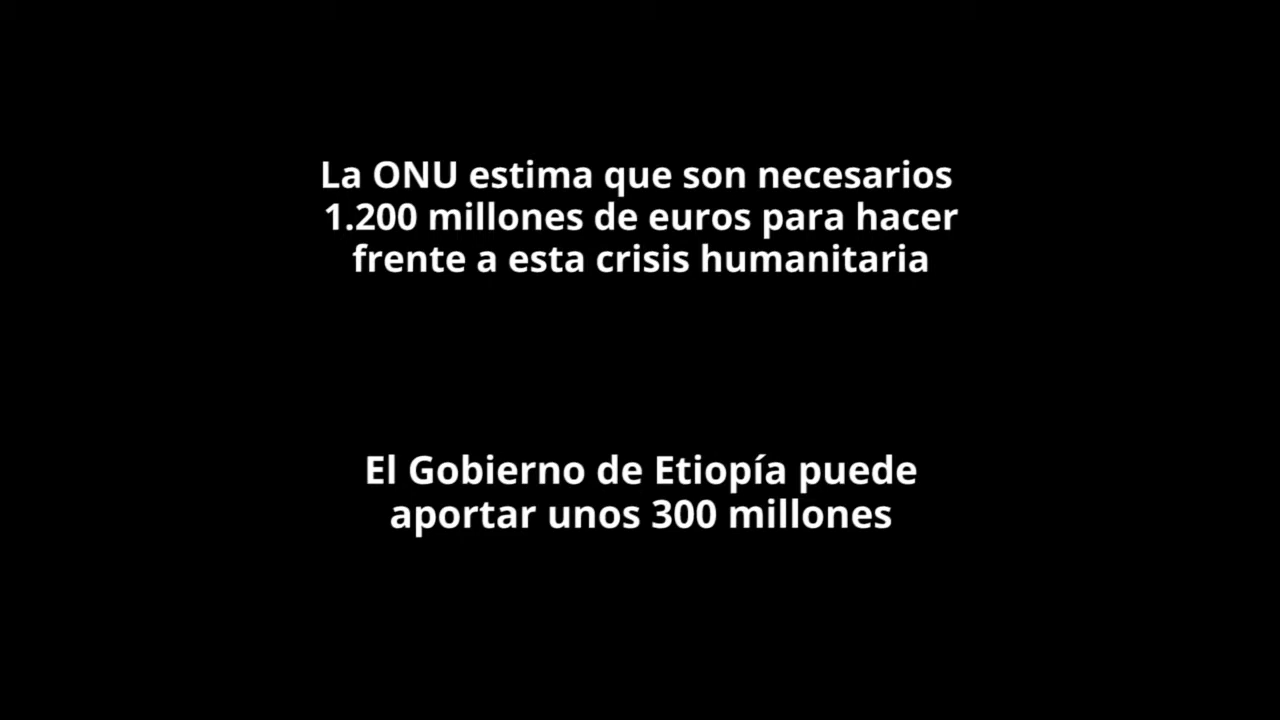 La ONU estima que son necesarios
1.200 millones de euros para hacer
frente a esta crisis humanitaria
El Gobierno de Etiopía puede
aportar unos 300 millones